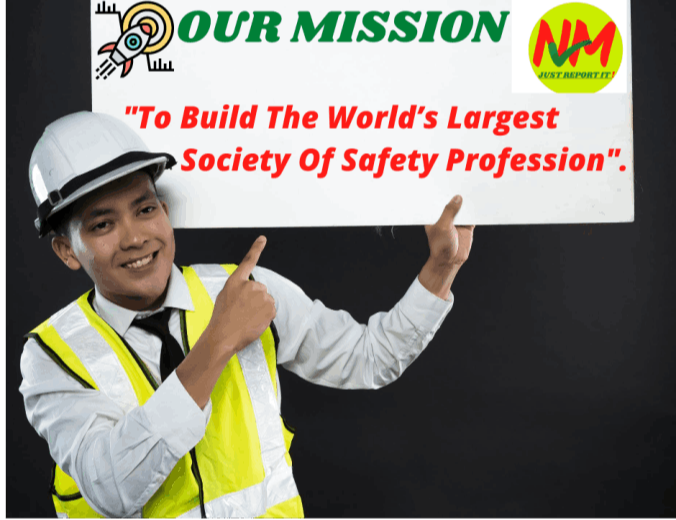 OUR MISSION
NM
JUST REPORT IT!
"To Build The World’s Largest
Society Of Safety Profession".